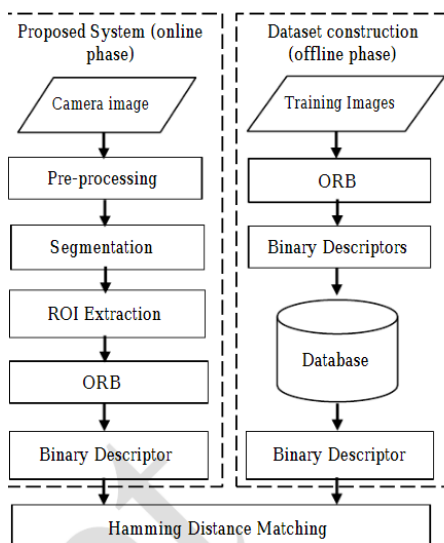 Proposed System (online
phase)
Camera image
Pre-processing
Segmentation
ROI Extraction
ORB
Binary Descriptor
Dataset construction
(offline phase)
Training Images
ORB
Binary Descriptors
Database
Binary Descriptor
Hamming Distance Matching